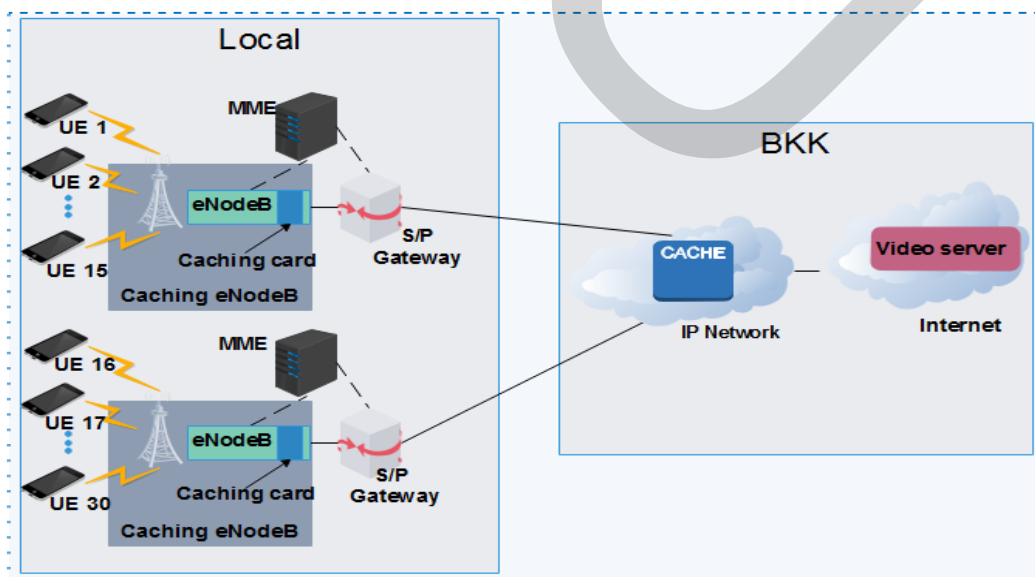 Local
MME
UE 1
UE 2
eNodeB
UE 15
Caching card
S/P
Gateway
Caching eNodeB
MME
UE 16
UE 17
eNodeB
UE 30
Caching card
S/P
Gateway
Caching eNodeB
BKK
CACHE
Video server
IP Network
Internet